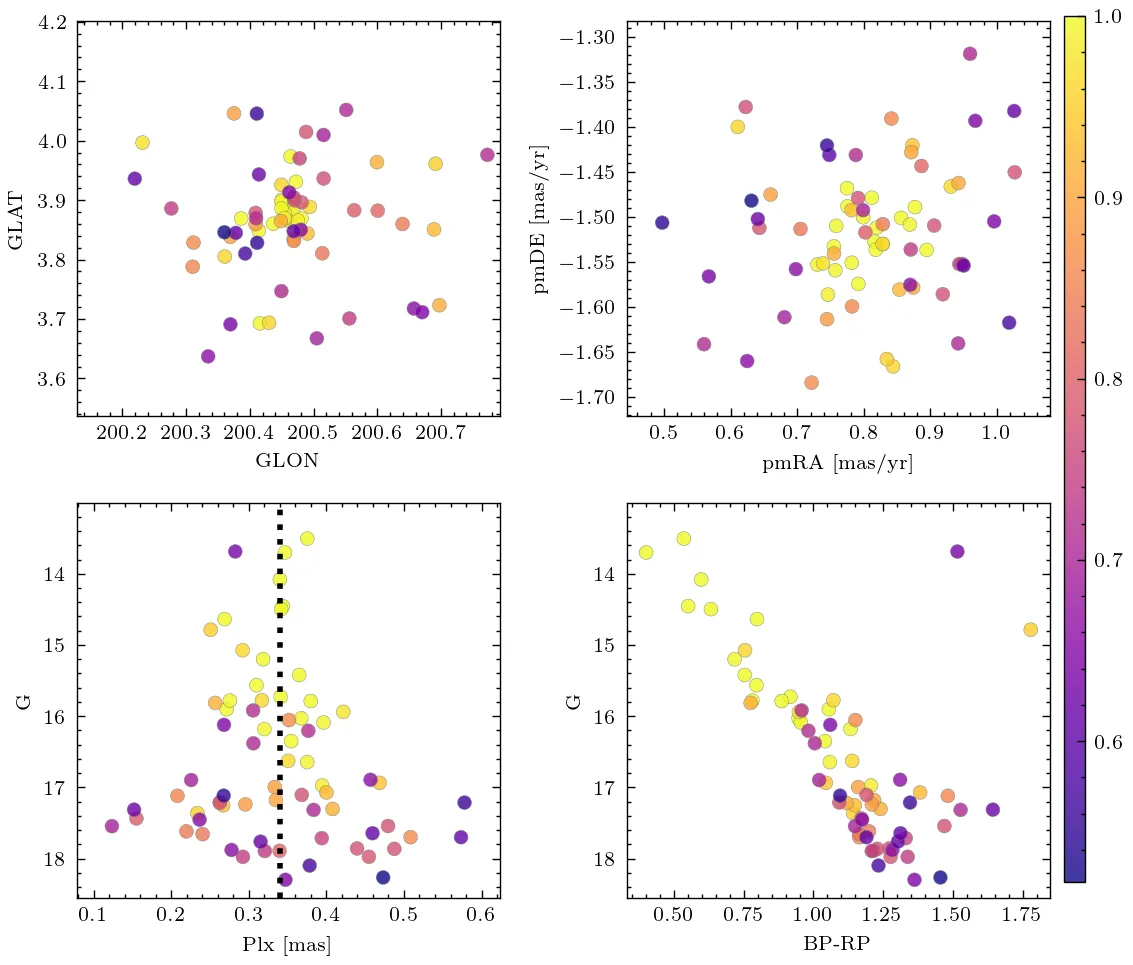 4.2
4.1
4.0
3.9
3.8
3.7
3.6
GLAT
200.2 200.3 200.4 200.5 200.6 200.7
GLON
−1.30
−1.35
−1.40
−1.45
−1.50
−1.55
−1.60
−1.65
−1.70
pmDE [mas/yr]
0.5 0.6 0.7 0.8 0.9 1.0
pmRA [mas/yr]
1.0
0.9
0.8
0.7
0.6
14
15
16
17
18
G
0.1 0.2 0.3 0.4 0.5 0.6
Plx [mas]
14
15
16
17
18
G
0.50 0.75 1.00 1.25 1.50 1.75
BP-RP